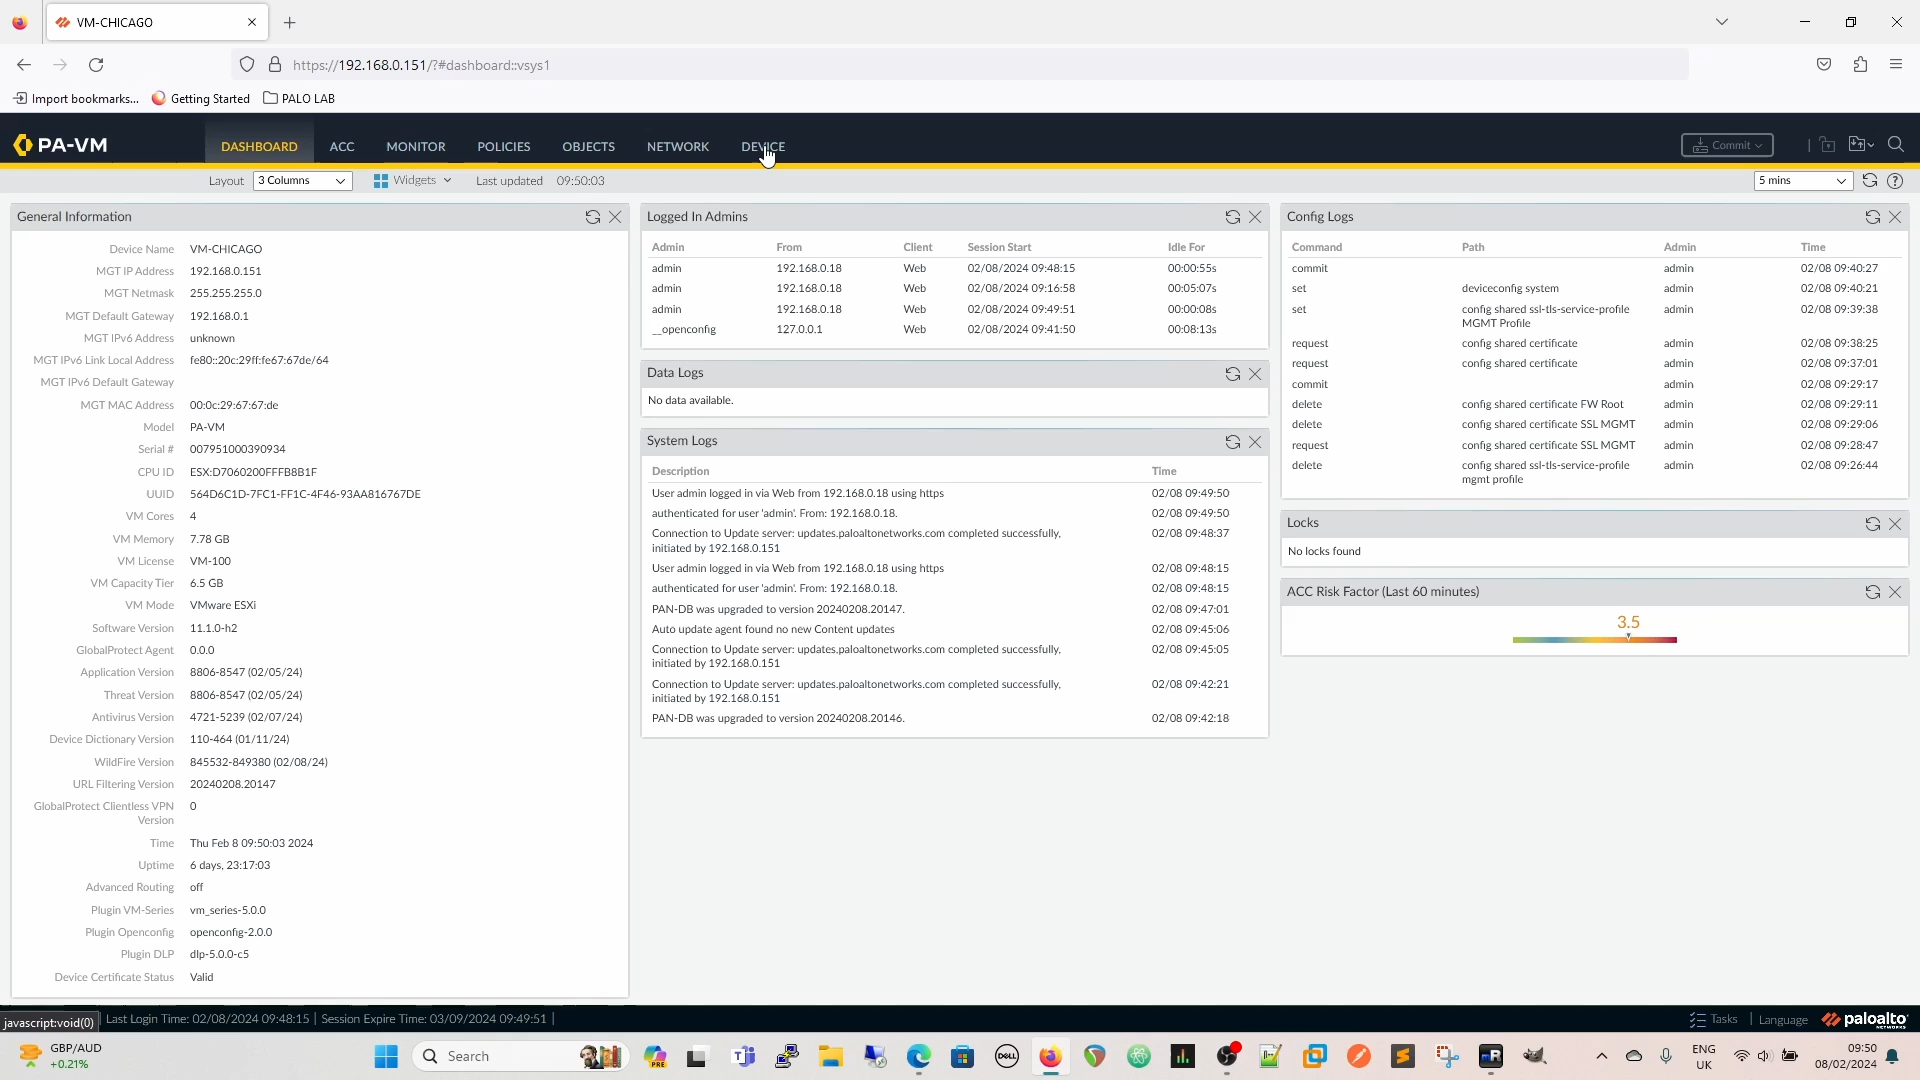 VM-CHICAGO
https://192.168.0.151/?#dashboard::vsys1
Import bookmarks... Getting Started PALO LAB
PA-VM DASHBOARD ACC MONITOR POLICIES OBJECTS NETWORK DEVICE Commit
Layout 3 Columns Widgets Last updated 09:50:03 5 mins
General Information
Device Name VM-CHICAGO
MGT IP Address 192.168.0.151
MGT Netmask 255.255.255.0
MGT Default Gateway 192.168.0.1
MGT IPv6 Address unknown
MGT IPv6 Link Local Address fe80::20c:29ff:fe67:67de/64
MGT IPv6 Default Gateway
MGT MAC Address 00:0c:29:67:67:de
Model PA-VM
Serial # 007951000390934
CPU ID ESX:D7060200FFFB8B1F
UUID 564D6C1D-7FC1-FF1C-4F46-93AA816767DE
VM Cores 4
VM Memory 7.78 GB
VM License VM-100
VM Capacity Tier 6.5 GB
VM Mode VMware ESXi
Software Version 11.1.0-h2
GlobalProtect Agent 0.0.0
Application Version 8806-8547 (02/05/24)
Threat Version 8806-8547 (02/05/24)
Antivirus Version 4721-5239 (02/07/24)
Device Dictionary Version 110-464 (01/11/24)
WildFire Version 845532-849380 (02/08/24)
URL Filtering Version 20240208.20147
GlobalProtect Clientless VPN 0
Version
Time Thu Feb 8 09:50:03 2024
Uptime 6 days, 23:17:03
Advanced Routing off
Plugin VM-Series vm_series-5.0.0
Plugin Openconfig openconfig-2.0.0
Plugin DLP dlp-5.0.0-c5
Device Certificate Status Valid
Logged In Admins
Admin From Client Session Start Idle For
admin 192.168.0.18 Web 02/08/2024 09:48:15 00:00:55s
admin 192.168.0.18 Web 02/08/2024 09:16:58 00:05:07s
admin 192.168.0.18 Web 02/08/2024 09:49:51 00:00:08s
__openconfig 127.0.0.1 Web 02/08/2024 09:41:50 00:08:13s
Data Logs
No data available.
System Logs
Description Time
User admin logged in via Web from 192.168.0.18 using https 02/08 09:49:50
authenticated for user 'admin'. From: 192.168.0.18. 02/08 09:49:50
Connection to Update server: updates.paloaltonetworks.com completed successfully, 02/08 09:48:37
initiated by 192.168.0.151
User admin logged in via Web from 192.168.0.18 using https 02/08 09:48:15
authenticated for user 'admin'. From: 192.168.0.18. 02/08 09:48:15
PAN-DB was upgraded to version 20240208.20147. 02/08 09:47:01
Auto update agent found no new Content updates 02/08 09:45:06
Connection to Update server: updates.paloaltonetworks.com completed successfully, 02/08 09:45:05
initiated by 192.168.0.151
Connection to Update server: updates.paloaltonetworks.com completed successfully, 02/08 09:42:21
initiated by 192.168.0.151
PAN-DB was upgraded to version 20240208.20146. 02/08 09:42:18
Config Logs
Command Path Admin Time
commit admin 02/08 09:40:27
set deviceconfig system admin 02/08 09:40:21
set config shared ssl-tls-service-profile admin 02/08 09:39:38
MGMT Profile
request config shared certificate admin 02/08 09:38:25
request config shared certificate admin 02/08 09:37:01
commit admin 02/08 09:29:17
delete config shared certificate FW Root admin 02/08 09:29:11
delete config shared certificate SSL MGMT admin 02/08 09:29:06
request config shared certificate SSL MGMT admin 02/08 09:28:47
delete config shared ssl-tls-service-profile admin 02/08 09:26:44
mgmt profile
Locks
No locks found
ACC Risk Factor (Last 60 minutes)
3.5
javascript:void(0) Last Login Time: 02/08/2024 09:48:15 | Session Expire Time: 03/09/2024 09:49:51 |
Tasks | Language paloalto NETWORKS
GBP/AUD
+0.21%
Search
PRE
DELL
ENG
UK
09:50
08/02/2024